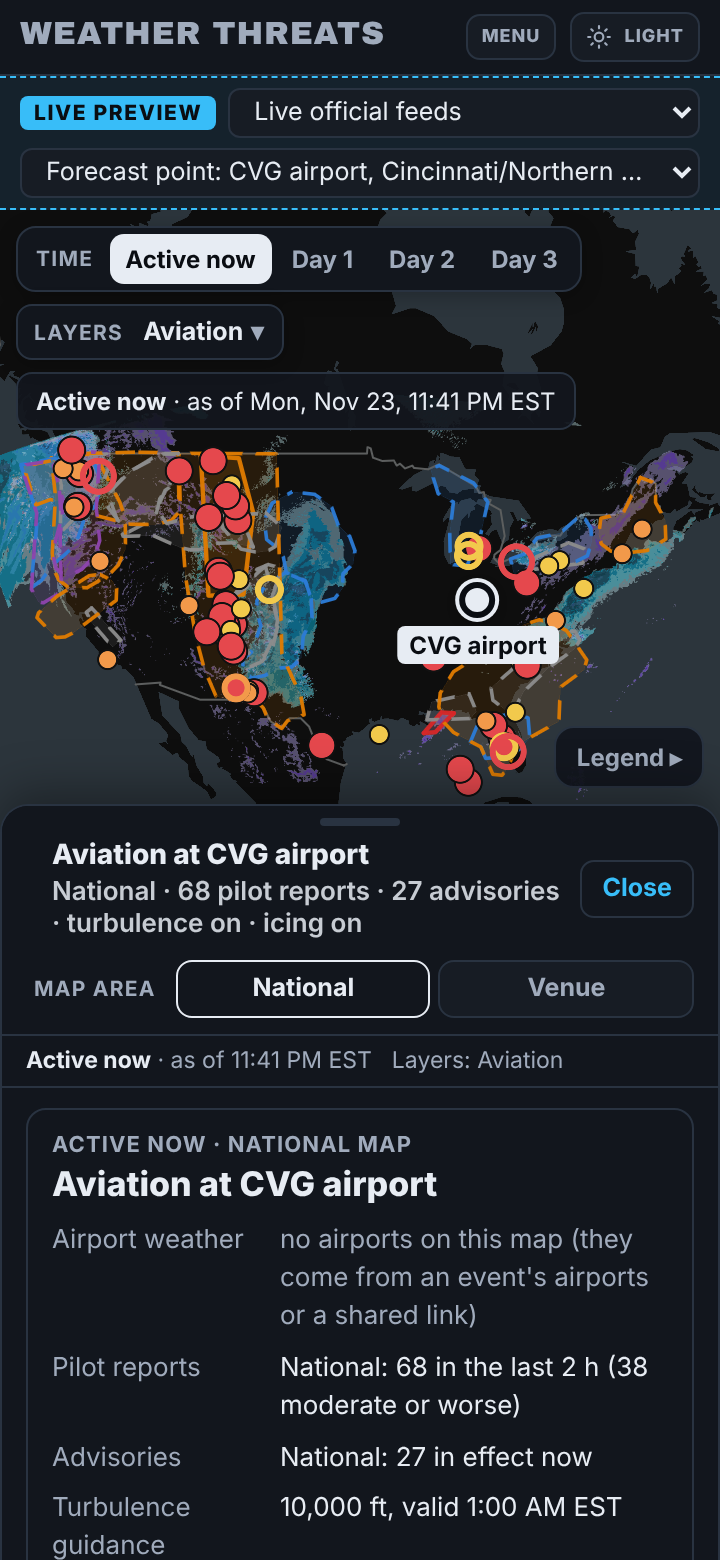 WEATHER THREATS
MENU
LIGHT
LIVE PREVIEW
Live official feeds
Forecast point: CVG airport, Cincinnati/Northern ...
TIME
Active now
Day 1
Day 2
Day 3
LAYERS
Aviation ▾
Active now · as of Mon, Nov 23, 11:41 PM EST
CVG airport
Legend ▸
Aviation at CVG airport
National · 68 pilot reports · 27 advisories
· turbulence on · icing on
Close
MAP AREA
National
Venue
Active now · as of 11:41 PM EST Layers: Aviation
ACTIVE NOW · NATIONAL MAP
Aviation at CVG airport
Airport weather
no airports on this map (they
come from an event's airports
or a shared link)
Pilot reports
National: 68 in the last 2 h (38
moderate or worse)
Advisories
National: 27 in effect now
Turbulence
guidance
10,000 ft, valid 1:00 AM EST